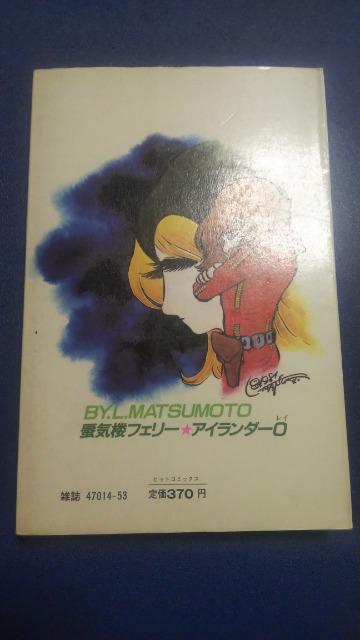 BY.L.MATSUMOTO
レイ
蜃気楼フェリー★アイランダー0
ヒットコミックス
雑誌 47014-53
定価370円